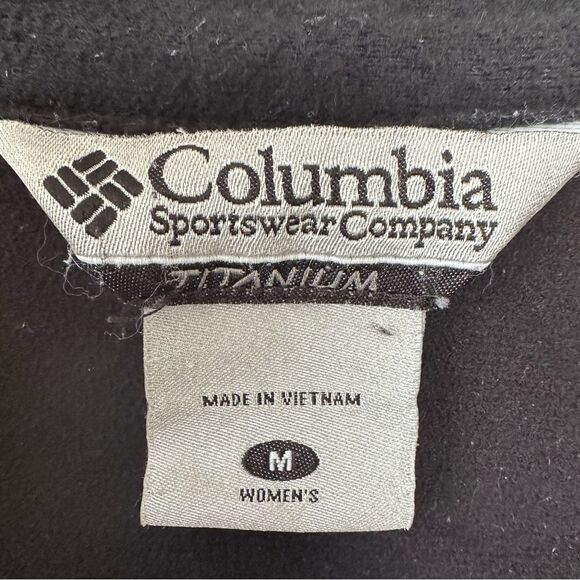 Columbia
Sportswear Company
TITANIUM
MADE IN VIETNAM
M
WOMEN'S